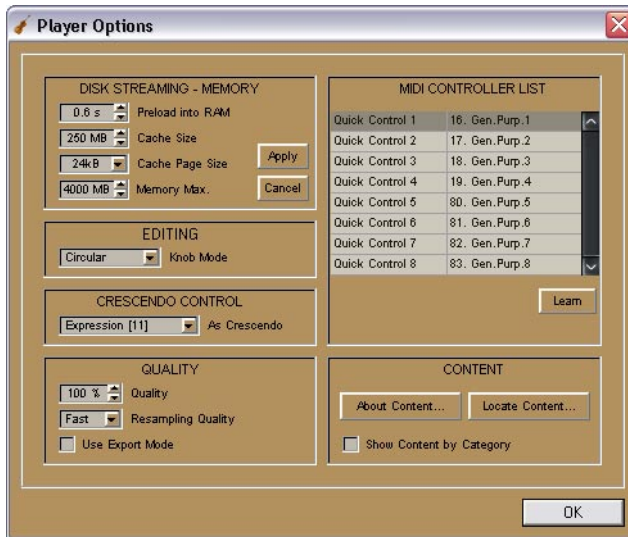 Player Options
DISK STREAMING - MEMORY
0.6 s Preload into RAM
250 MB Cache Size
24kB Cache Page Size
Apply
4000 MB Memory Max.
Cancel
EDITING
Circular Knob Mode
CRESCENDO CONTROL
Expression [11] As Crescendo
QUALITY
100 % Quality
Fast Resampling Quality
Use Export Mode
MIDI CONTROLLER LIST
Quick Control 1 16. Gen.Purp.1
Quick Control 2 17. Gen.Purp.2
Quick Control 3 18. Gen.Purp.3
Quick Control 4 19. Gen.Purp.4
Quick Control 5 80. Gen.Purp.5
Quick Control 6 81. Gen.Purp.6
Quick Control 7 82. Gen.Purp.7
Quick Control 8 83. Gen.Purp.8
Learn
CONTENT
About Content... Locate Content...
Show Content by Category
OK